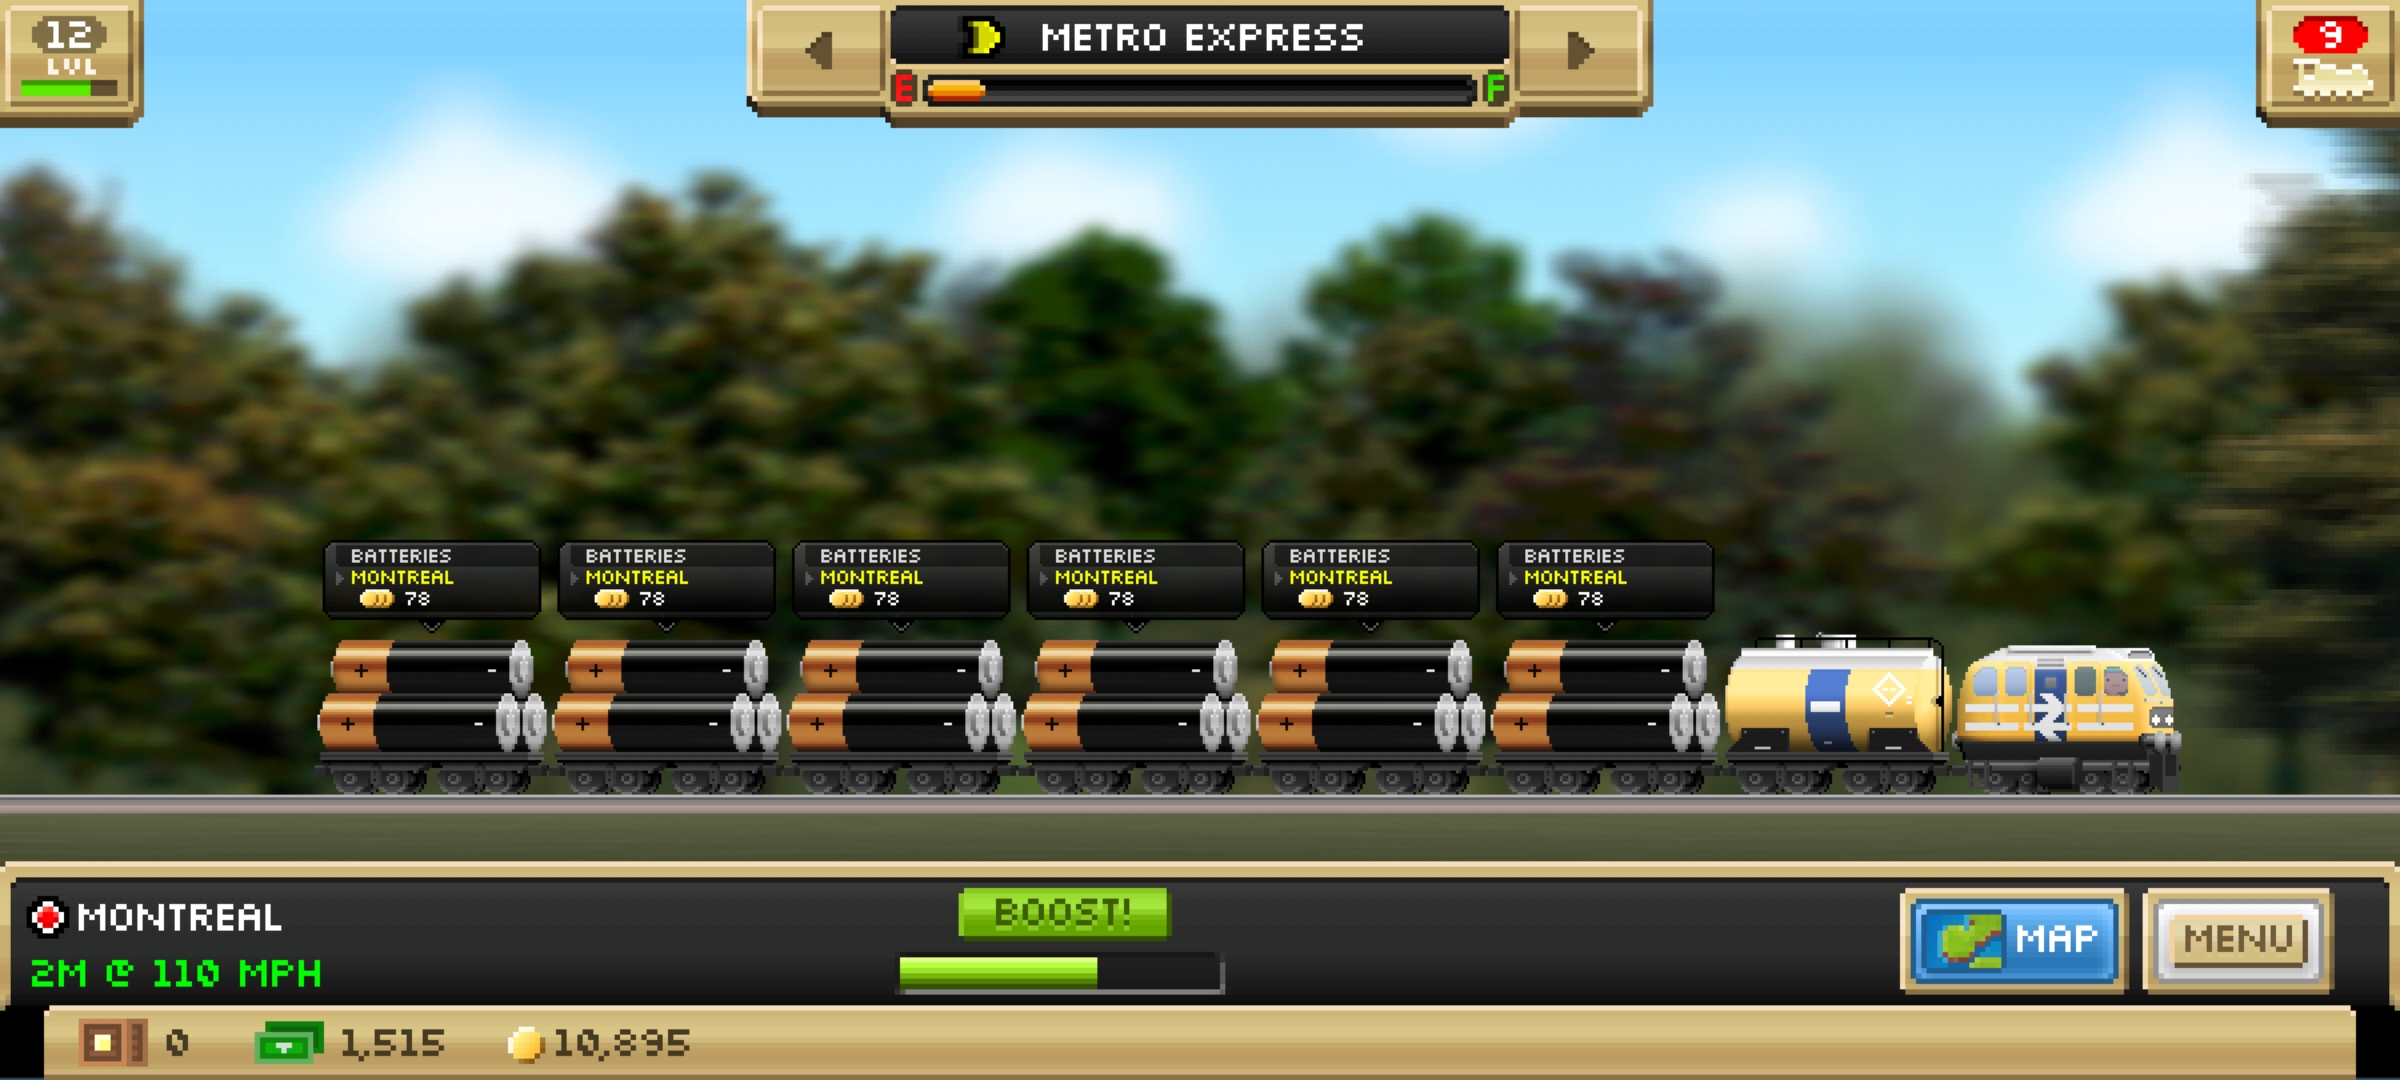 12
LVL
METRO EXPRESS
E F
9
BATTERIES
MONTREAL
78
BATTERIES
MONTREAL
78
BATTERIES
MONTREAL
78
BATTERIES
MONTREAL
78
BATTERIES
MONTREAL
78
BATTERIES
MONTREAL
78
MONTREAL
2M @ 110 MPH
BOOST!
MAP
MENU
0
1,515
10,895